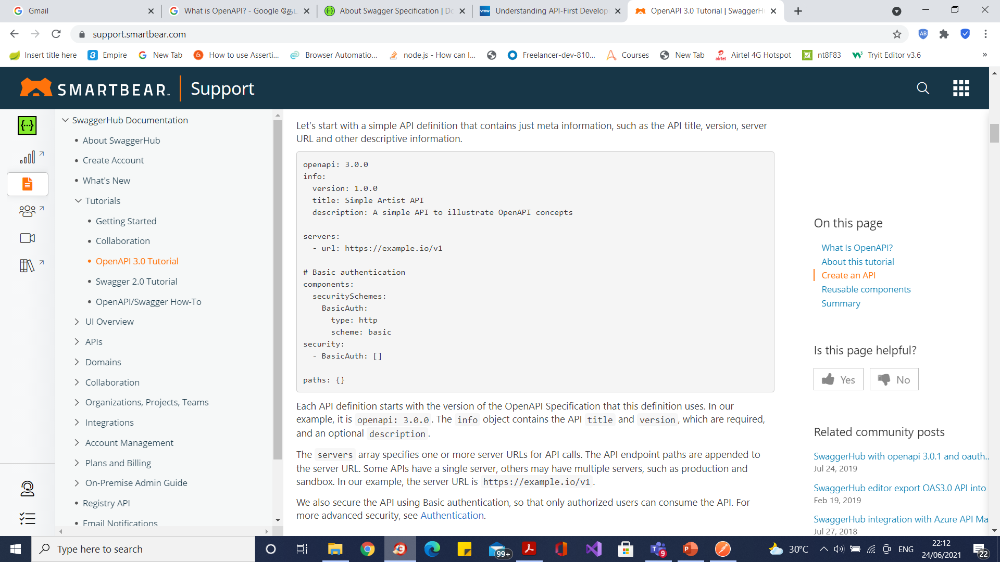 Gmail
What is OpenAPI? - Google
About Swagger Specification | Do
Understanding API-First Develop
OpenAPI 3.0 Tutorial | SwaggerH
support.smartbear.com
AB
Insert title here
Empire
New Tab
How to use Asserti...
Browser Automatio...
node.js - How can I...
Freelancer-dev-810...
Courses
New Tab
Airtel 4G Hotspot
nt8F83
Tryit Editor v3.6
»
SMARTBEAR
Support
SwaggerHub Documentation
• About SwaggerHub
• Create Account
• What's New
Tutorials
• Getting Started
• Collaboration
• OpenAPI 3.0 Tutorial
• Swagger 2.0 Tutorial
• OpenAPI/Swagger How-To
UI Overview
APIs
Domains
Collaboration
Organizations, Projects, Teams
Integrations
Account Management
Plans and Billing
On-Premise Admin Guide
• Registry API
• Email Notifications
Let's start with a simple API definition that contains just meta information, such as the API title, version, server
URL and other descriptive information.
openapi: 3.0.0
info:
  version: 1.0.0
  title: Simple Artist API
  description: A simple API to illustrate OpenAPI concepts
servers:
  - url: https://example.io/v1
# Basic authentication
components:
  securitySchemes:
    BasicAuth:
      type: http
      scheme: basic
security:
  - BasicAuth: []
paths: {}
Each API definition starts with the version of the OpenAPI Specification that this definition uses. In our
example, it is openapi: 3.0.0. The info object contains the API title and version, which are required,
and an optional description.
The servers array specifies one or more server URLs for API calls. The API endpoint paths are appended to
the server URL. Some APIs have a single server, others may have multiple servers, such as production and
sandbox. In our example, the server URL is https://example.io/v1.
We also secure the API using Basic authentication, so that only authorized users can consume the API. For
more advanced security, see Authentication.
On this page
What Is OpenAPI?
About this tutorial
Create an API
Reusable components
Summary
Is this page helpful?
Yes
No
Related community posts
SwaggerHub with openapi 3.0.1 and oauth..
Jul 24, 2019
SwaggerHub editor export OAS3.0 API into
Feb 19, 2019
SwaggerHub integration with Azure API Ma
Jul 27, 2018
Type here to search
99+
9
30°C
ENG
22:12
24/06/2021
22